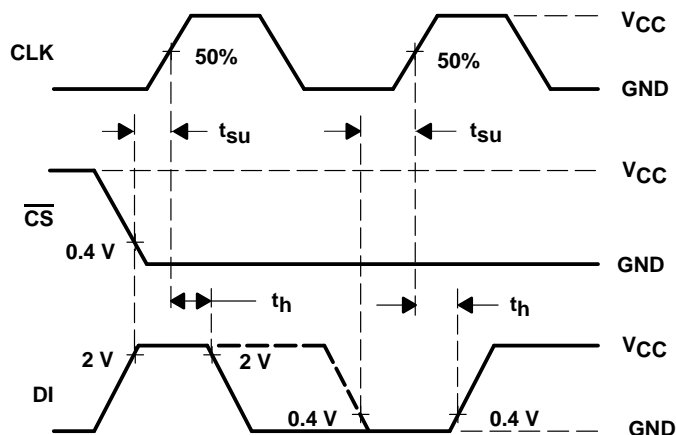 CLK
50%
50%
VCC
GND
tsu
tsu
VCC
CS
0.4 V
GND
th
th
DI
2 V
2 V
0.4 V
0.4 V
VCC
GND